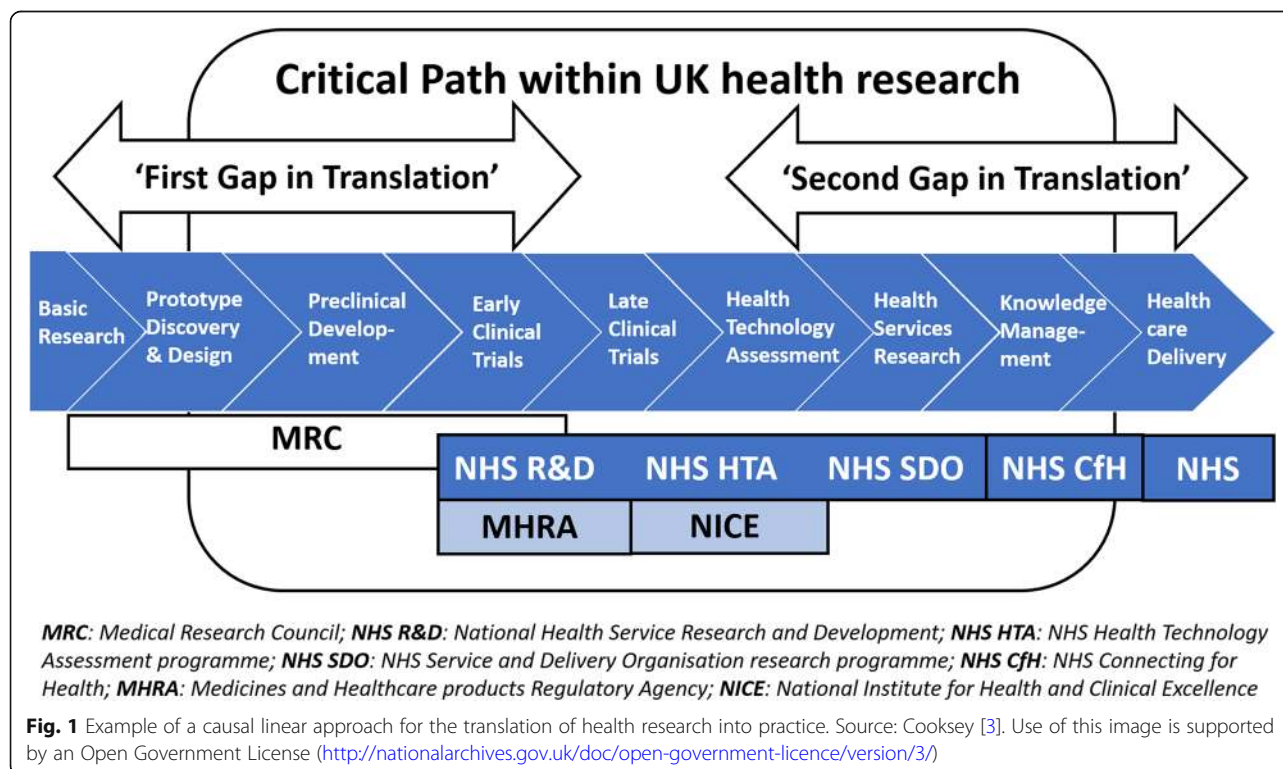 Critical Path within UK health research
'First Gap in Translation'
'Second Gap in Translation'
Basic
Research
Prototype
Discovery
& Design
Preclinical
Develop-
ment
Early
Clinical
Trials
Late
Clinical
Trials
Health
Technology
Assessment
Health
Services
Research
Knowledge
Manage-
ment
Health
care
Delivery
MRC
NHS R&D
NHS HTA
NHS SDO
NHS CfH
NHS
MHRA
NICE
MRC: Medical Research Council; NHS R&D: National Health Service Research and Development; NHS HTA: NHS Health Technology
Assessment programme; NHS SDO: NHS Service and Delivery Organisation research programme; NHS CfH: NHS Connecting for
Health; MHRA: Medicines and Healthcare products Regulatory Agency; NICE: National Institute for Health and Clinical Excellence
Fig. 1 Example of a causal linear approach for the translation of health research into practice. Source: Cooksey [3]. Use of this image is supported
by an Open Government License (http://nationalarchives.gov.uk/doc/open-government-licence/version/3/)